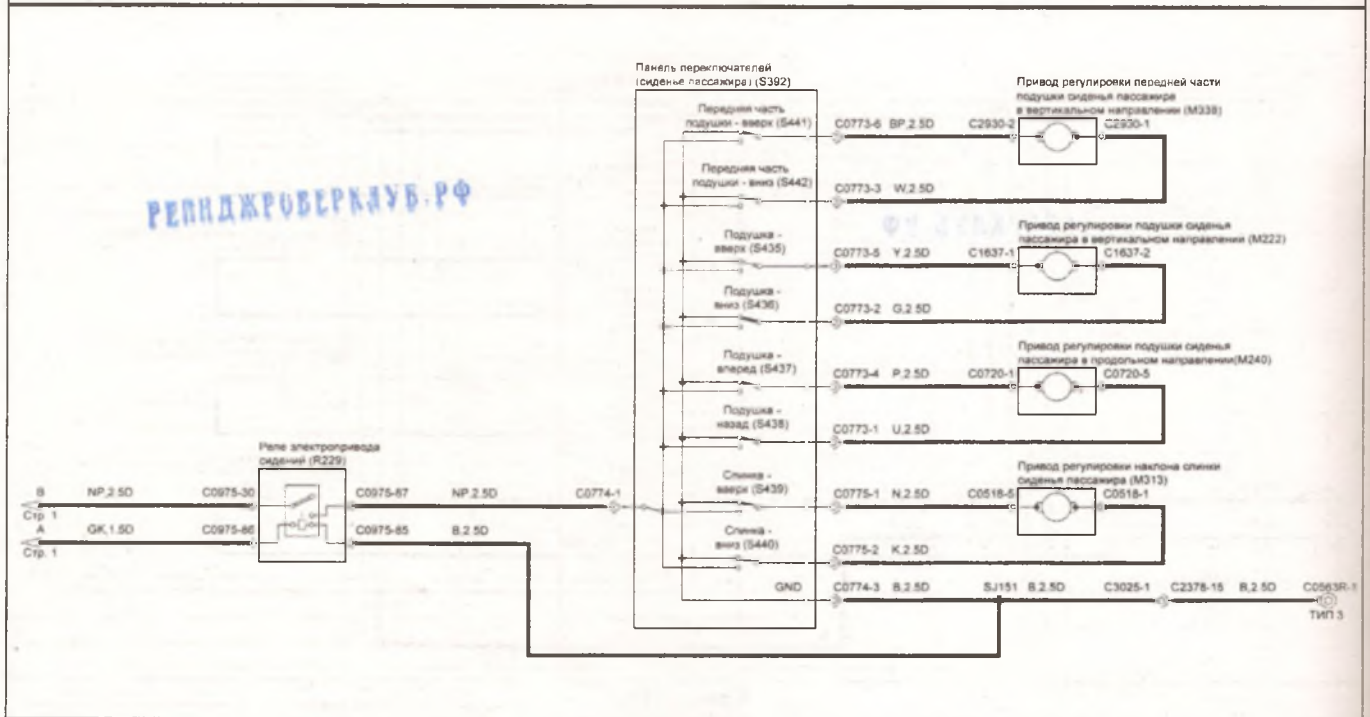 Панель переключателей
(сиденье пассажира) (S392)
Привод регулировки передней части
подушки сиденья пассажира
в вертикальном направлении (M338)
Передняя часть
подушки - вверх (S441)
C0773-6 BP,2.5D C2930-2 C2930-1
Передняя часть
подушки - вниз (S442)
C0773-3 W,2.5D
Привод регулировки подушки сиденья
пассажира в вертикальном направлении (M222)
Подушка -
вверх (S435)
C0773-5 Y,2.5D C1637-1 C1637-2
Подушка -
вниз (S436)
C0773-2 G,2.5D
Привод регулировки подушки сиденья
пассажира в продольном направлении(M240)
Подушка -
вперед (S437)
C0773-4 P,2.5D C0720-1 C0720-5
Подушка -
назад (S438)
C0773-1 U,2.5D
Реле электропривода
сидений (R229)
Привод регулировки наклона спинки
сиденья пассажира (M313)
Спинка -
вверх (S439)
B NP,2.5D C0975-30 C0975-87 NP,2.5D C0774-1 C0775-1 N,2.5D C0518-5 C0518-1
Стр. 1
A GK,1.5D C0975-86 C0975-85 B,2.5D
Стр. 1
Спинка -
вниз (S440)
C0775-2 K,2.5D
GND C0774-3 B,2.5D SJ151 B,2.5D C3025-1 C2378-15 B,2.5D C0563R-1
ТИП 3